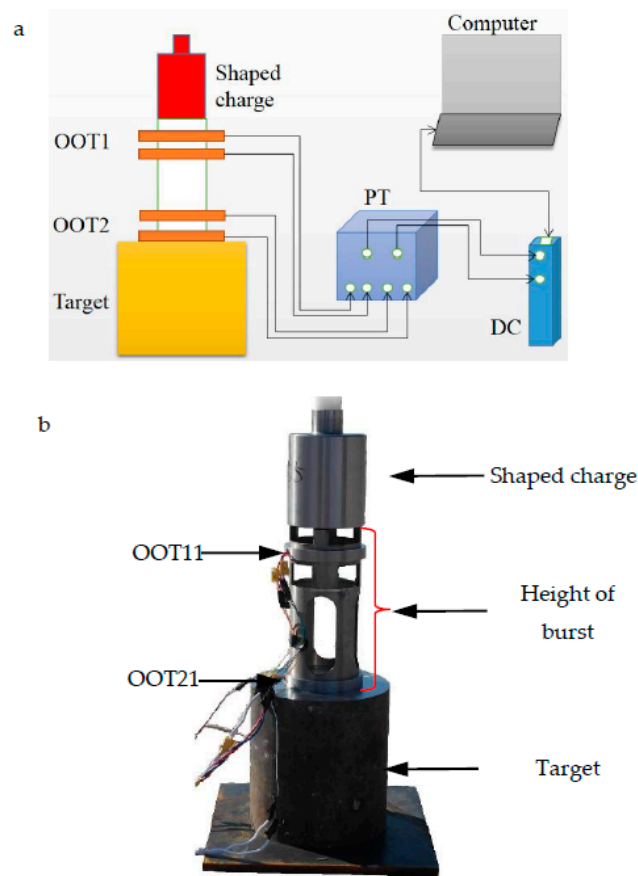 a
Computer
Shaped
charge
OOT1
PT
OOT2
Target
DC
b
Shaped charge
OOT11
Height of
burst
OOT21
Target